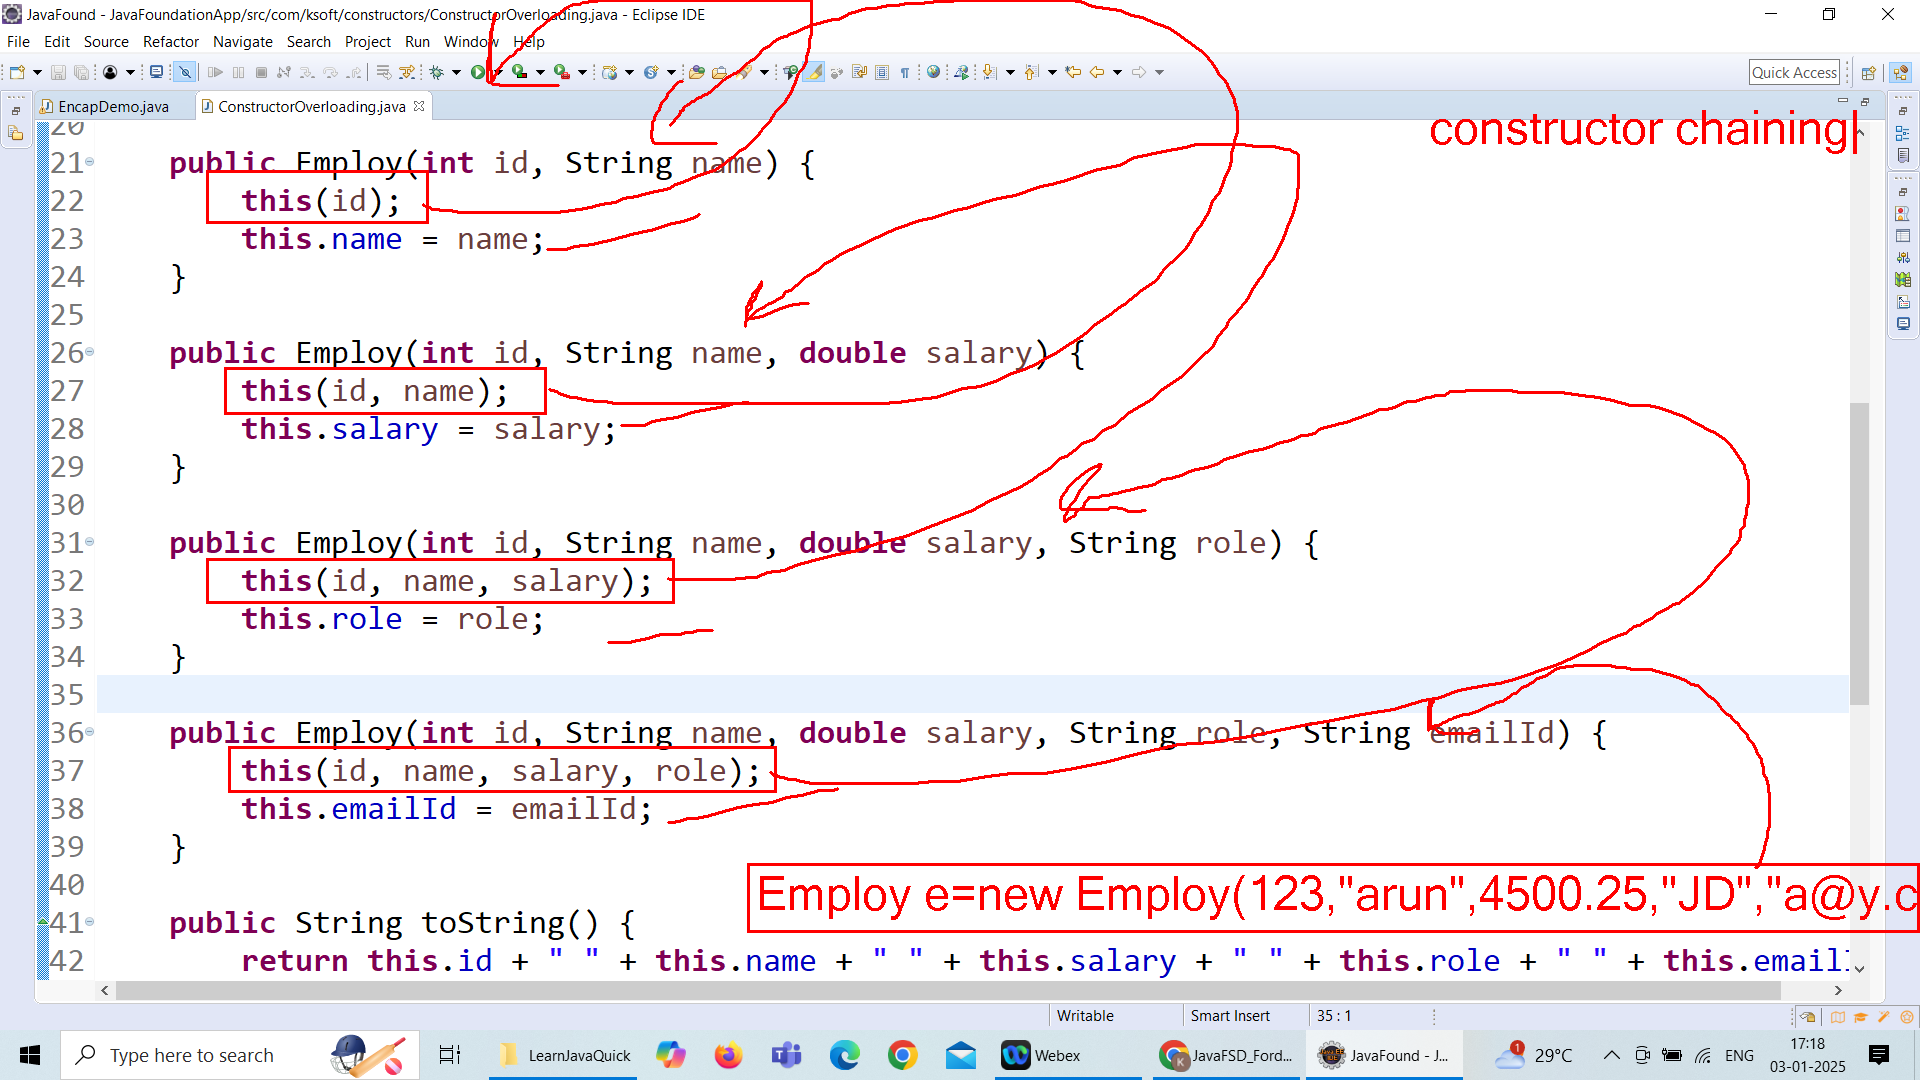 JavaFound - JavaFoundationApp/src/com/ksoft/constructors/ConstructorOverloading.java - Eclipse IDE
File Edit Source Refactor Navigate Search Project Run Window Help
Quick Access
EncapDemo.java ConstructorOverloading.java
constructor chaining
20
21 public Employ(int id, String name) {
22 this(id);
23 this.name = name;
24 }
25
26 public Employ(int id, String name, double salary) {
27 this(id, name);
28 this.salary = salary;
29 }
30
31 public Employ(int id, String name, double salary, String role) {
32 this(id, name, salary);
33 this.role = role;
34 }
35
36 public Employ(int id, String name, double salary, String role, String emailId) {
37 this(id, name, salary, role);
38 this.emailId = emailId;
39 }
40
Employ e=new Employ(123,"arun",4500.25,"JD","a@y.c
41 public String toString() {
42 return this.id + " " + this.name + " " + this.salary + " " + this.role + " " + this.emailI
Writable Smart Insert 35 : 1
Type here to search LearnJavaQuick Webex JavaFSD_Ford... JavaFound - J... 1 29°C ENG 17:18
03-01-2025